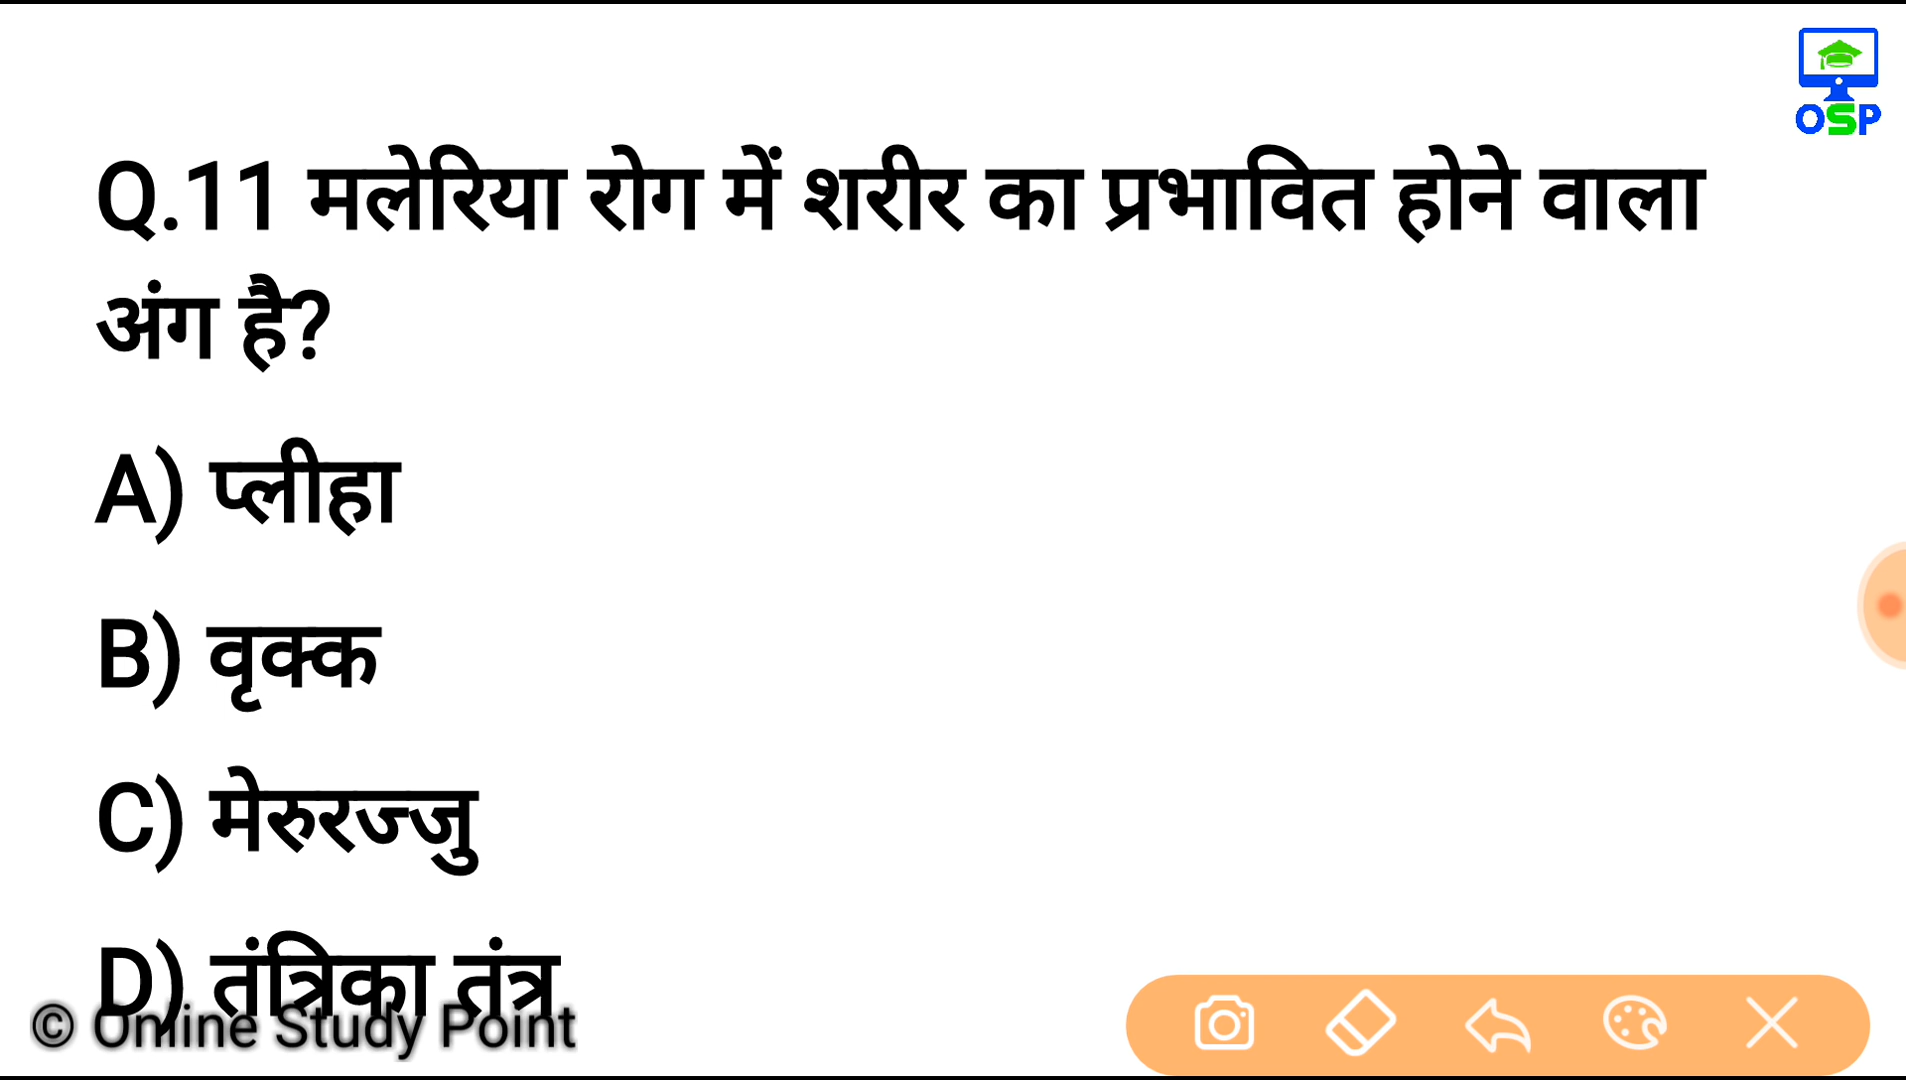 OSP
Q.11 मलेरिया रोग में शरीर का प्रभावित होने वाला
अंग है?
A) प्लीहा
B) वृक्क
C) मेरुरज्जु
D) तंत्रिका तंत्र
© Online Study Point